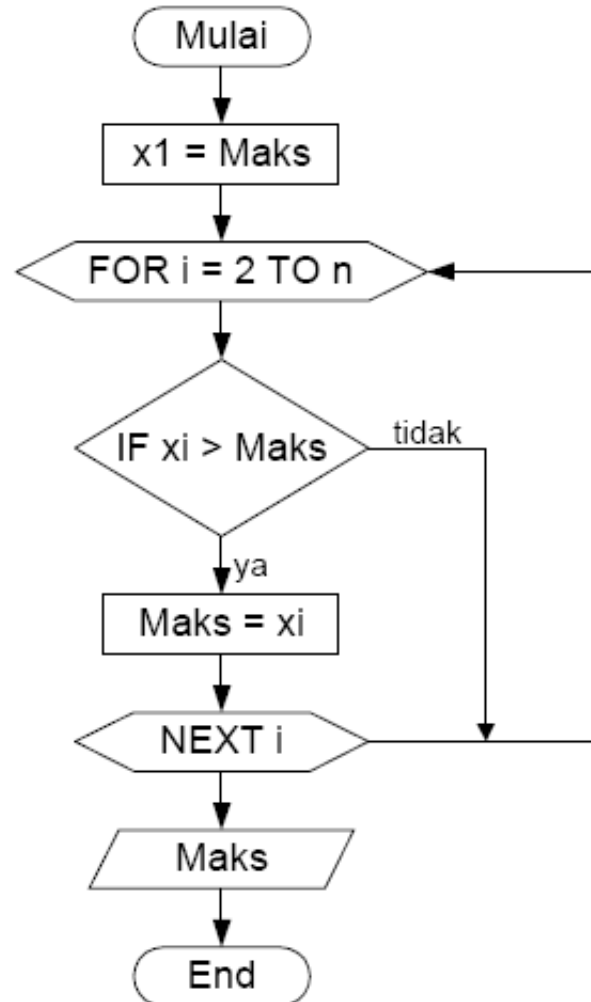 Mulai
x1 = Maks
FOR i = 2 TO n
IF xi > Maks
tidak
ya
Maks = xi
NEXT i
Maks
End